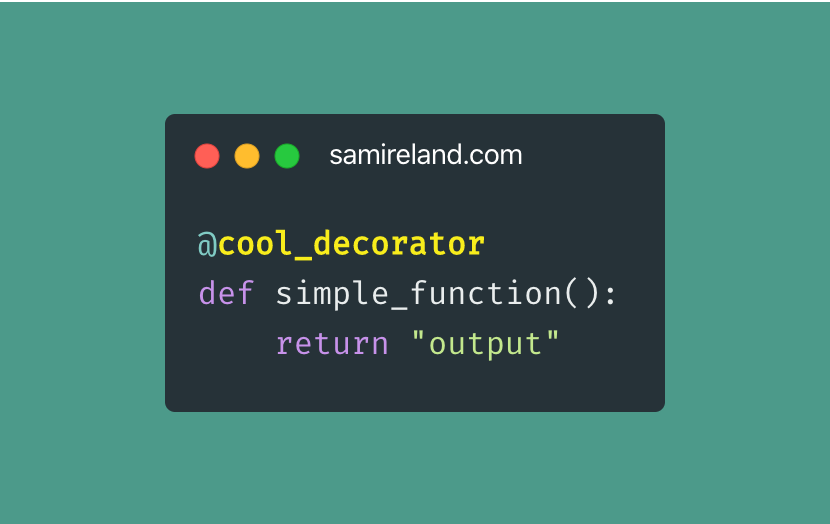 samireland.com
@cool_decorator
def simple_function():
    return "output"